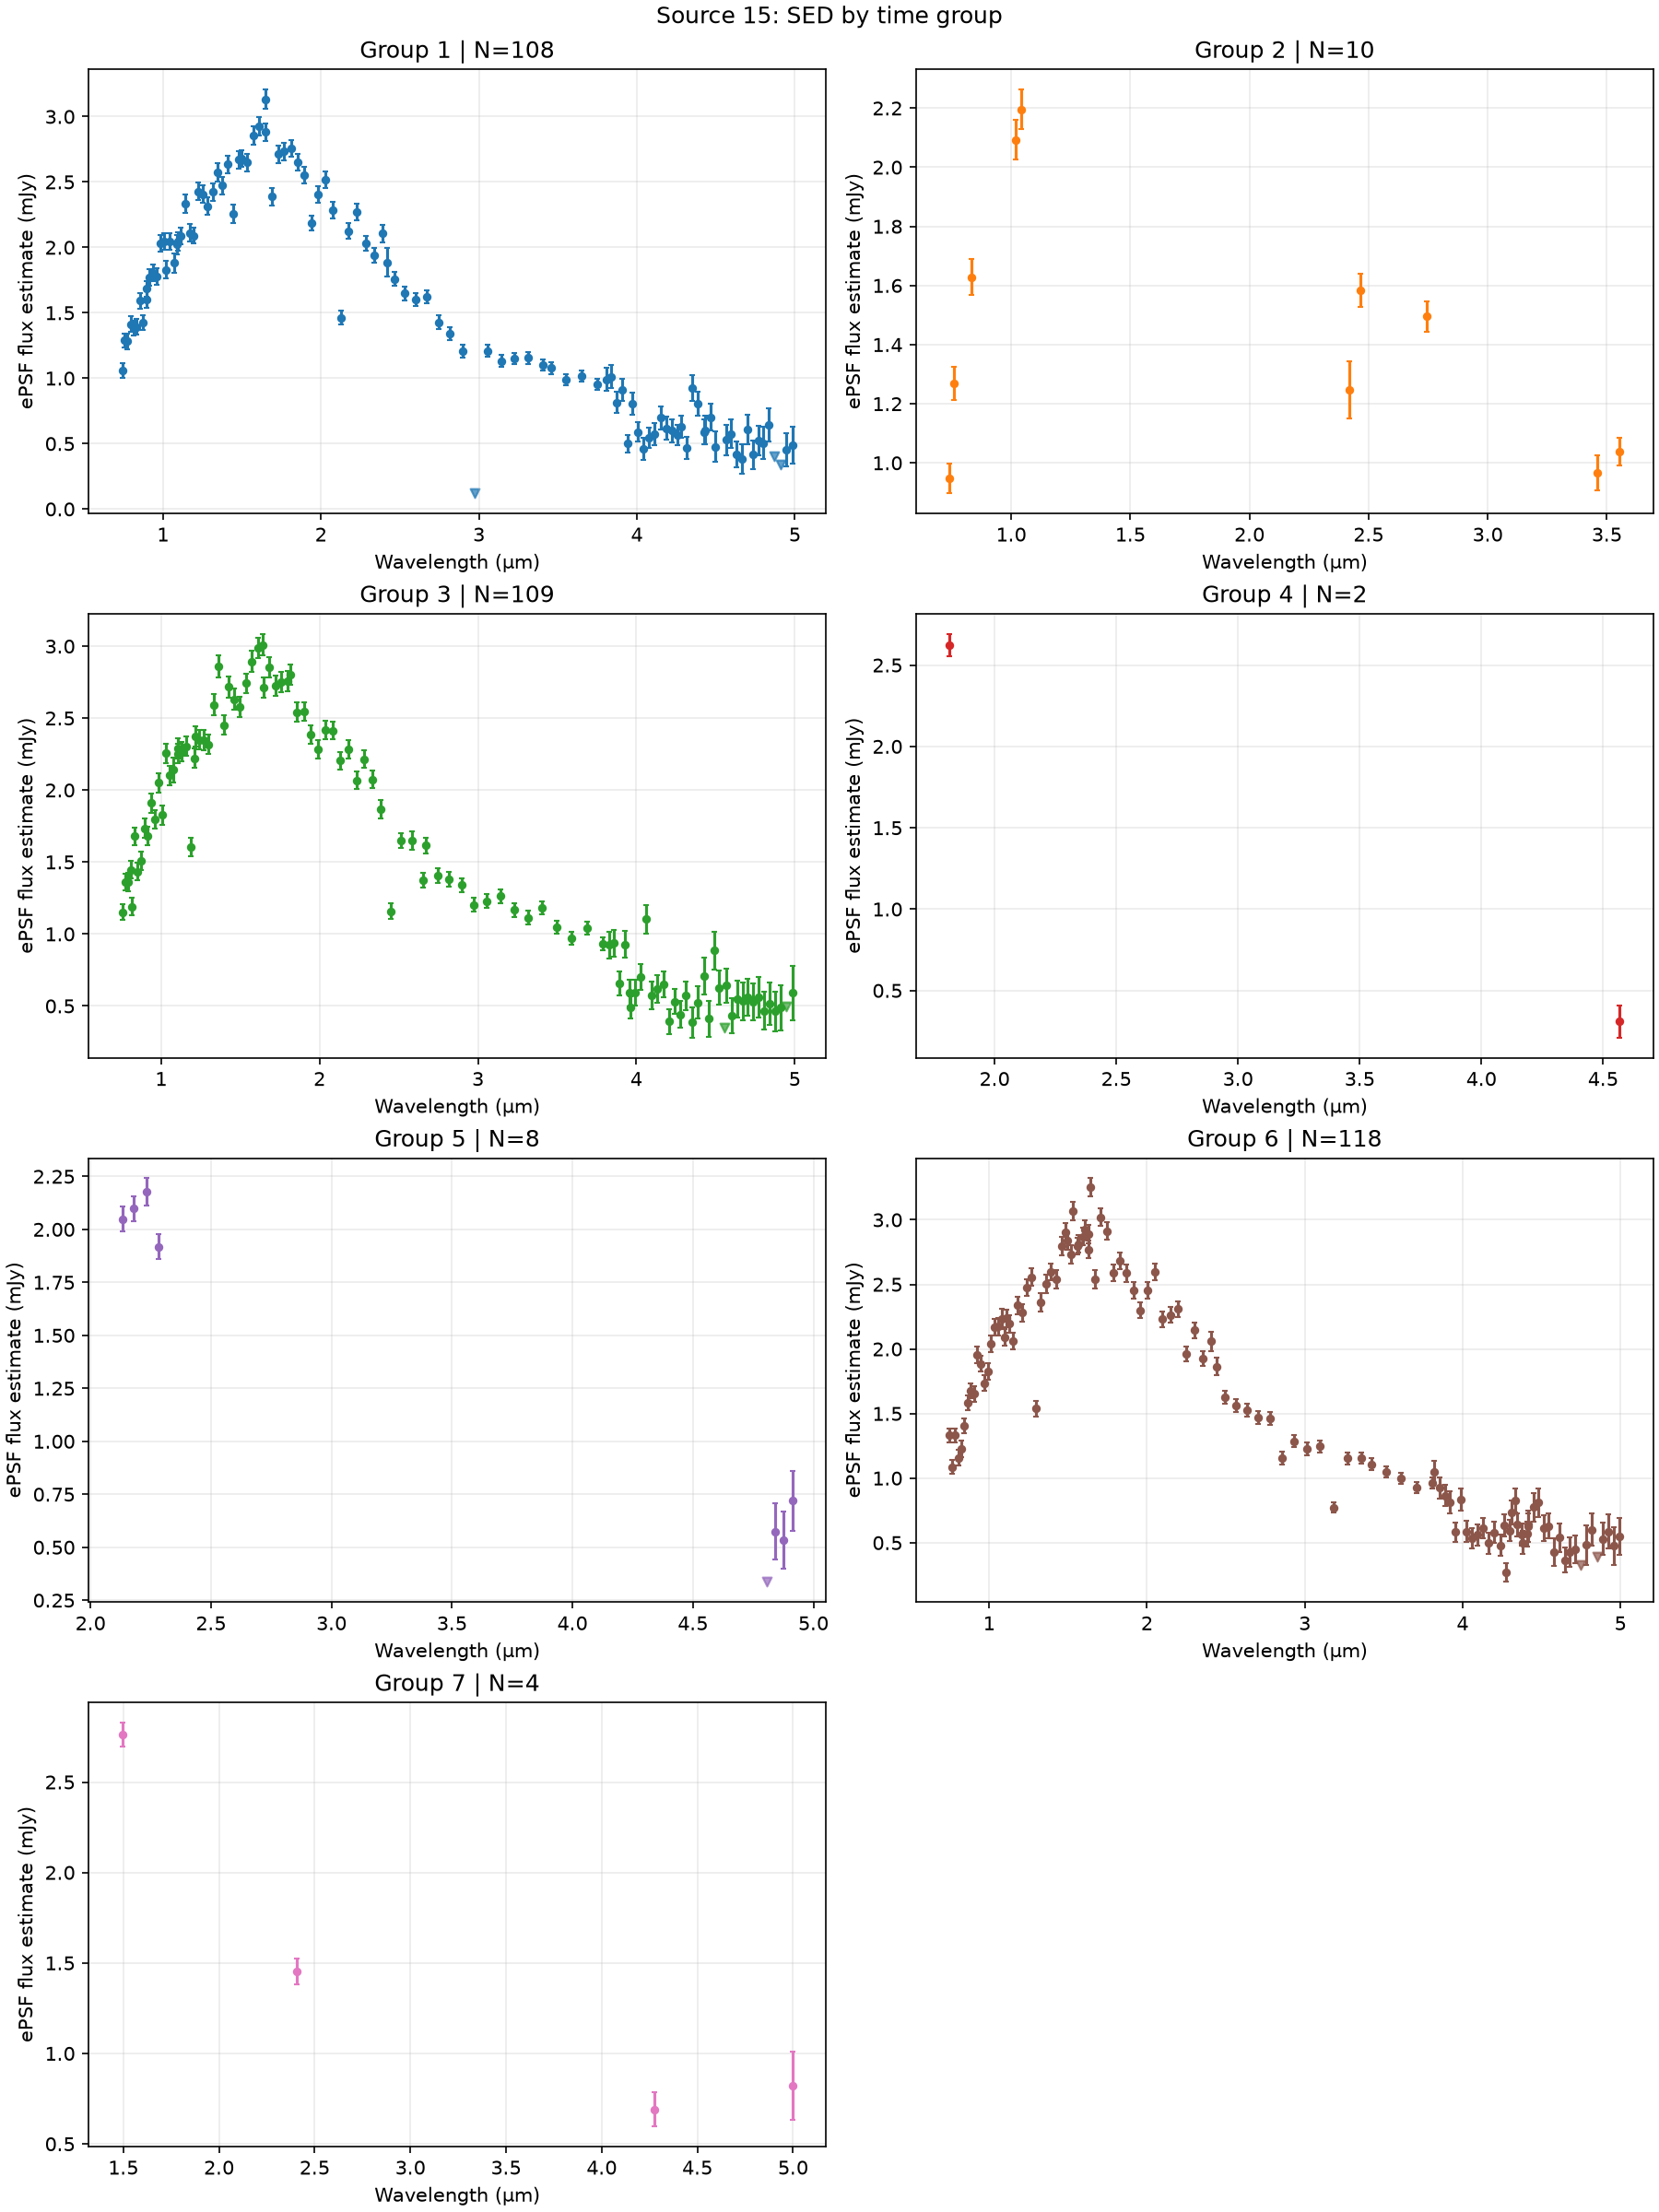 Source 15: SED by time group
Group 1 | N=108
ePSF flux estimate (mJy)
3.0
2.5
2.0
1.5
1.0
0.5
0.0
1 2 3 4 5
Wavelength (μm)
Group 2 | N=10
ePSF flux estimate (mJy)
2.2
2.0
1.8
1.6
1.4
1.2
1.0
1.0 1.5 2.0 2.5 3.0 3.5
Wavelength (μm)
Group 3 | N=109
ePSF flux estimate (mJy)
3.0
2.5
2.0
1.5
1.0
0.5
1 2 3 4 5
Wavelength (μm)
Group 4 | N=2
ePSF flux estimate (mJy)
2.5
2.0
1.5
1.0
0.5
2.0 2.5 3.0 3.5 4.0 4.5
Wavelength (μm)
Group 5 | N=8
ePSF flux estimate (mJy)
2.25
2.00
1.75
1.50
1.25
1.00
0.75
0.50
0.25
2.0 2.5 3.0 3.5 4.0 4.5 5.0
Wavelength (μm)
Group 6 | N=118
ePSF flux estimate (mJy)
3.0
2.5
2.0
1.5
1.0
0.5
1 2 3 4 5
Wavelength (μm)
Group 7 | N=4
ePSF flux estimate (mJy)
2.5
2.0
1.5
1.0
0.5
1.5 2.0 2.5 3.0 3.5 4.0 4.5 5.0
Wavelength (μm)